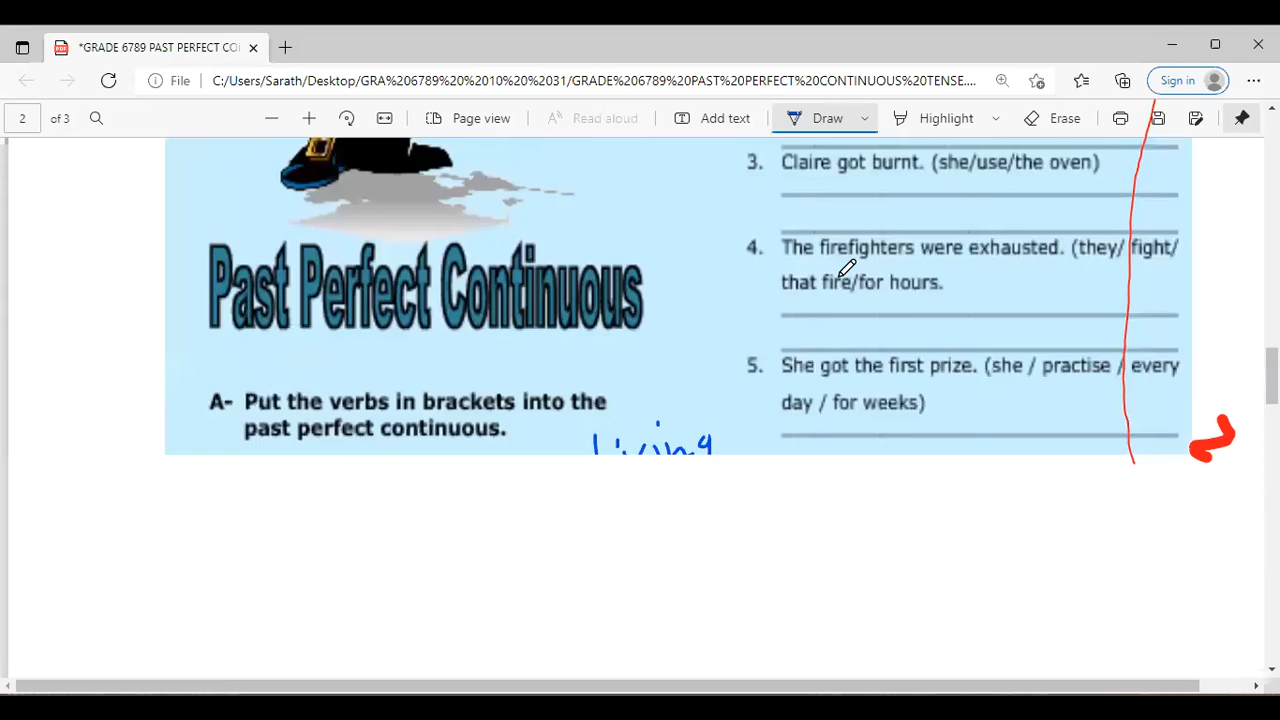 *GRADE 6789 PAST PERFECT CO
File
C:/Users/Sarath/Desktop/GRA%206789%20%2010%20%2031/GRADE%206789%20PAST%20PERFECT%20CONTINUOUS%20TENSE....
Sign in
2 of 3
Page view
Read aloud
Add text
Draw
Highlight
Erase
Past Perfect Continuous
A- Put the verbs in brackets into the
past perfect continuous.
living
3. Claire got burnt. (she/use/the oven)
4. The firefighters were exhausted. (they/ fight/
that fire/for hours.
5. She got the first prize. (she / practise / every
day / for weeks)